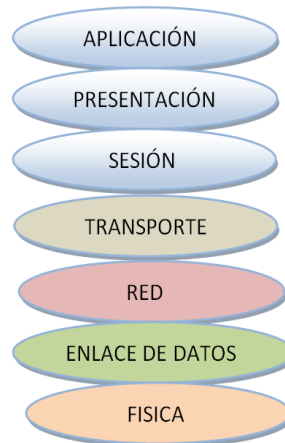 APLICACIÓN
PRESENTACIÓN
SESIÓN
TRANSPORTE
RED
ENLACE DE DATOS
FISICA